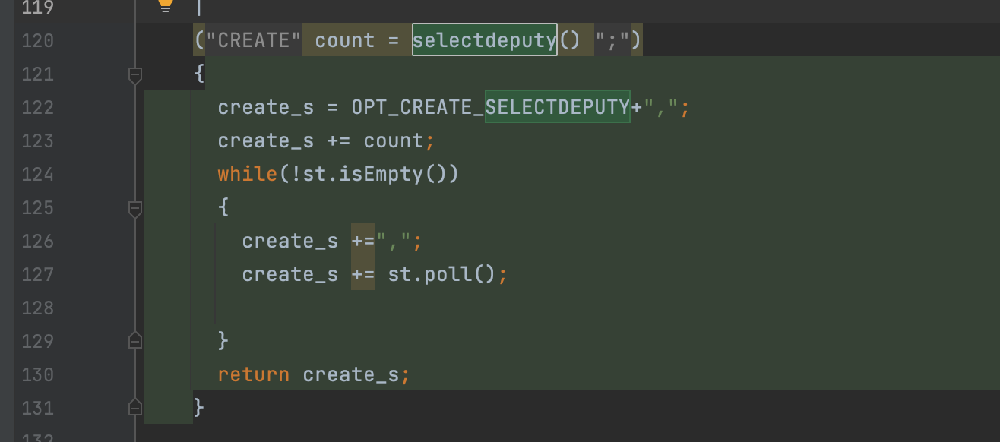 119
120 ("CREATE" count = selectdeputy() ";")
121 {
122 create_s = OPT_CREATE_SELECTDEPUTY+",";
123 create_s += count;
124 while(!st.isEmpty())
125 {
126 create_s +=",";
127 create_s += st.poll();
128
129 }
130 return create_s;
131 }
132